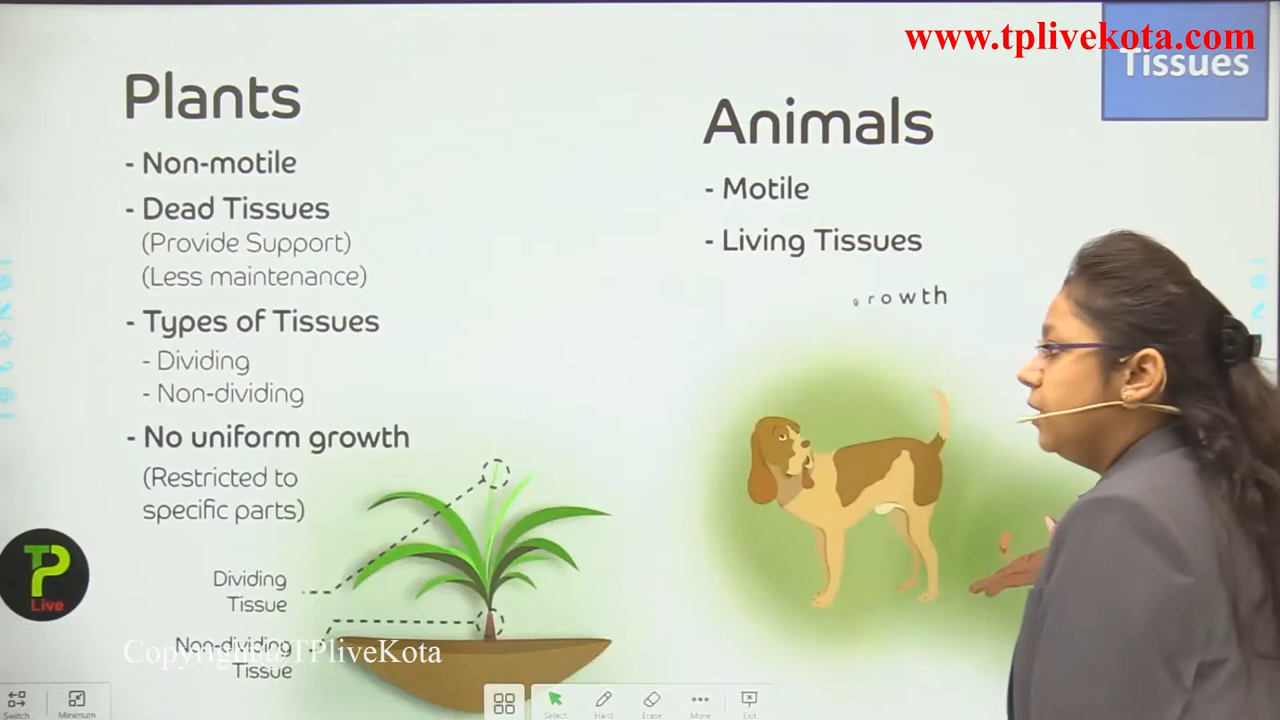 www.tplivekota.com
Tissues
Plants
- Non-motile
- Dead Tissues
(Provide Support)
(Less maintenance)
- Types of Tissues
- Dividing
- Non-dividing
- No uniform growth
(Restricted to
specific parts)
Dividing
Tissue
Non-dividing
Tissue
Animals
- Motile
- Living Tissues
growth
TP
Live
Copyright@TPliveKota
Switch
Minimum
Select
Hard
Erase
More
Exit